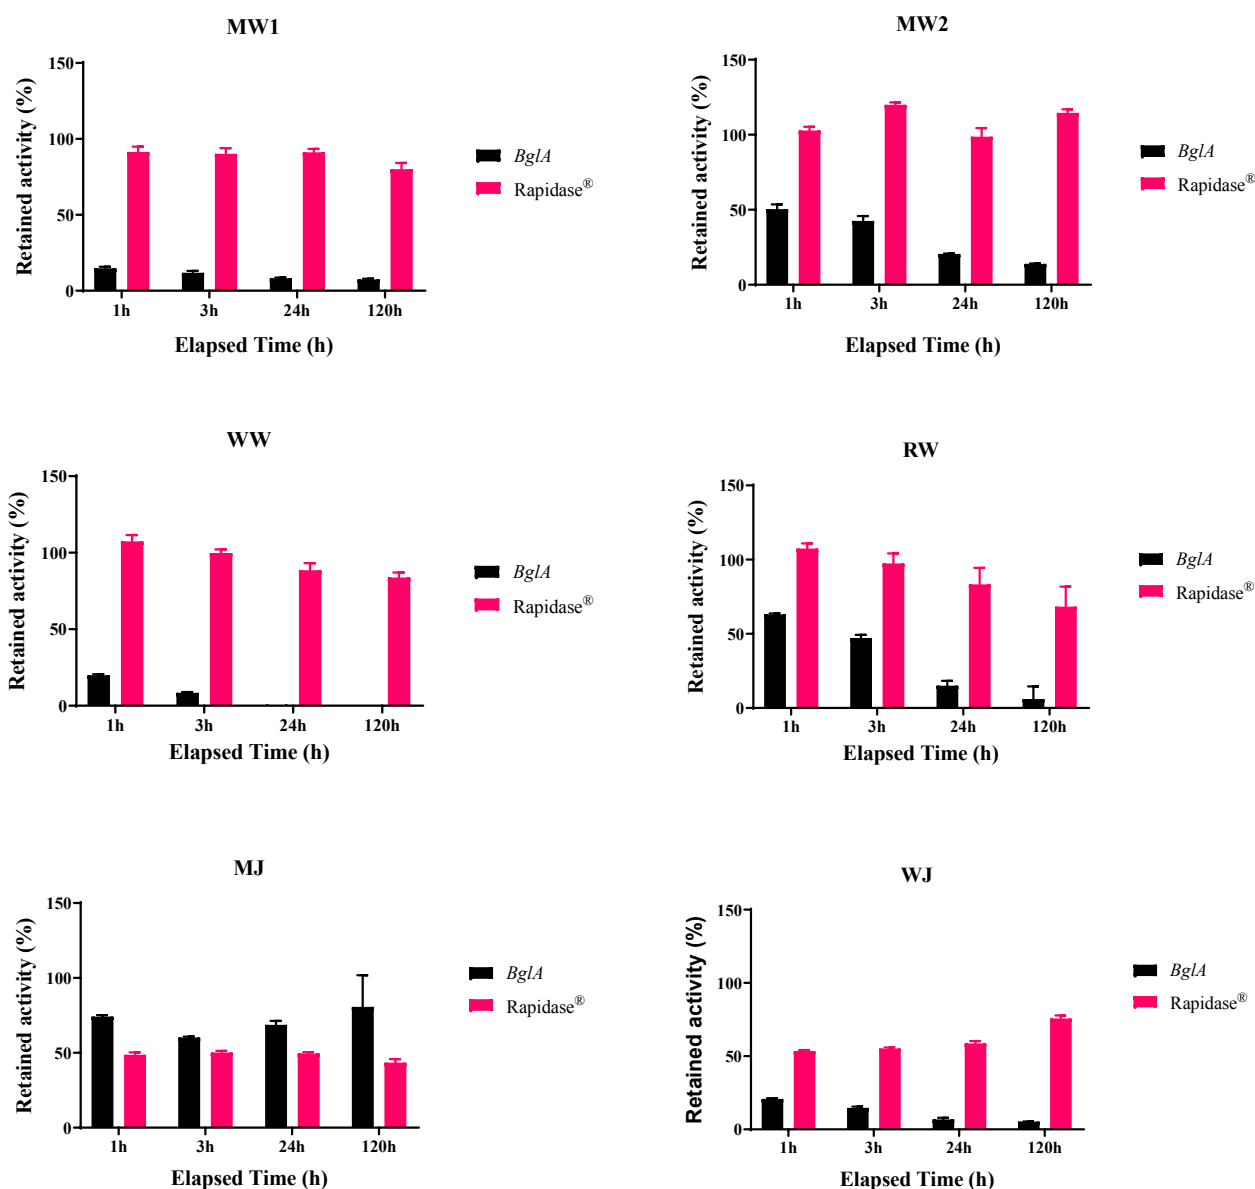 MW1
Retained activity (%)
150
100
50
0
1h 3h 24h 120h
Elapsed Time (h)
BglA
Rapidase®
MW2
Retained activity (%)
150
100
50
0
1h 3h 24h 120h
Elapsed Time (h)
BglA
Rapidase®
WW
Retained activity (%)
150
100
50
0
1h 3h 24h 120h
Elapsed Time (h)
BglA
Rapidase®
RW
Retained activity (%)
150
100
50
0
1h 3h 24h 120h
Elapsed Time (h)
BglA
Rapidase®
MJ
Retained activity (%)
150
100
50
0
1h 3h 24h 120h
Elapsed Time (h)
BglA
Rapidase®
WJ
Retained activity (%)
150
100
50
0
1h 3h 24h 120h
Elapsed Time (h)
BglA
Rapidase®